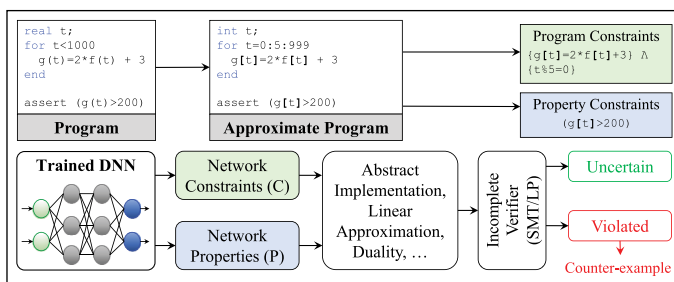 real t;
for t<1000
g(t)=2*f(t) + 3
end
assert (g(t)>200)
Program
int t;
for t=0:5:999
g[t]=2*f[t] + 3
end
assert (g[t]>200)
Approximate Program
Program Constraints
{g[t]=2*f[t]+3} Λ
{t%5=0}
Property Constraints
(g[t]>200)
Trained DNN
Network
Constraints (C)
Network
Properties (P)
Abstract
Implementation,
Linear
Approximation,
Duality, ...
Incomplete
Verifier
(SMT/LP)
Uncertain
Violated
Counter-example